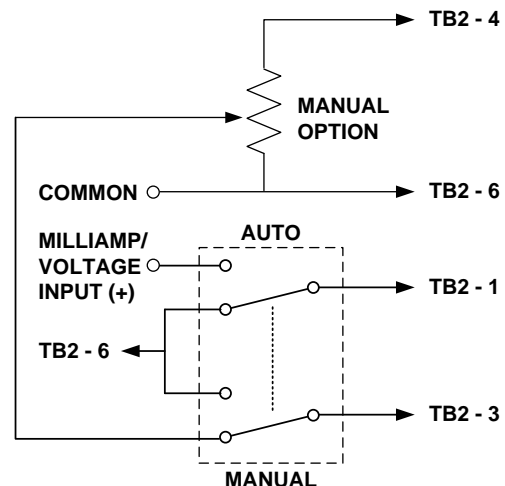 TB2 - 4
MANUAL
OPTION
COMMON
TB2 - 6
AUTO
MILLIAMP/
VOLTAGE
INPUT (+)
TB2 - 1
TB2 - 6
TB2 - 3
MANUAL